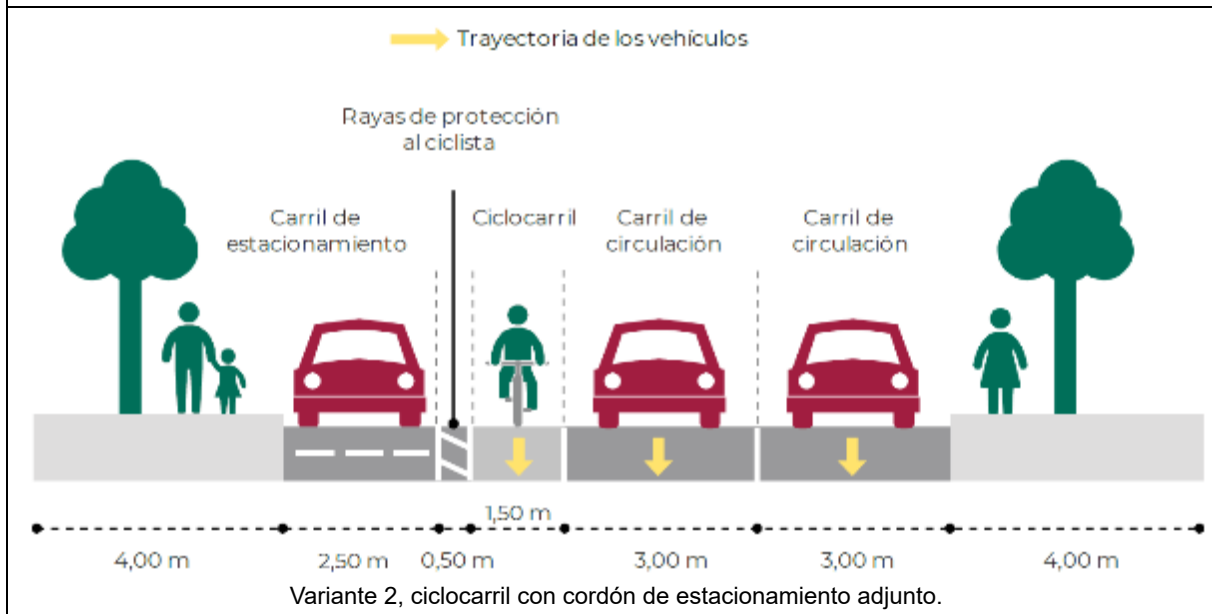 Trayectoria de los vehículos
Rayas de protección
al ciclista
Carril de
estacionamiento
Ciclocarril
Carril de
circulación
Carril de
circulación
1,50 m
4,00 m
2,50 m
0,50 m
3,00 m
3,00 m
4,00 m
Variante 2, ciclocarril con cordón de estacionamiento adjunto.